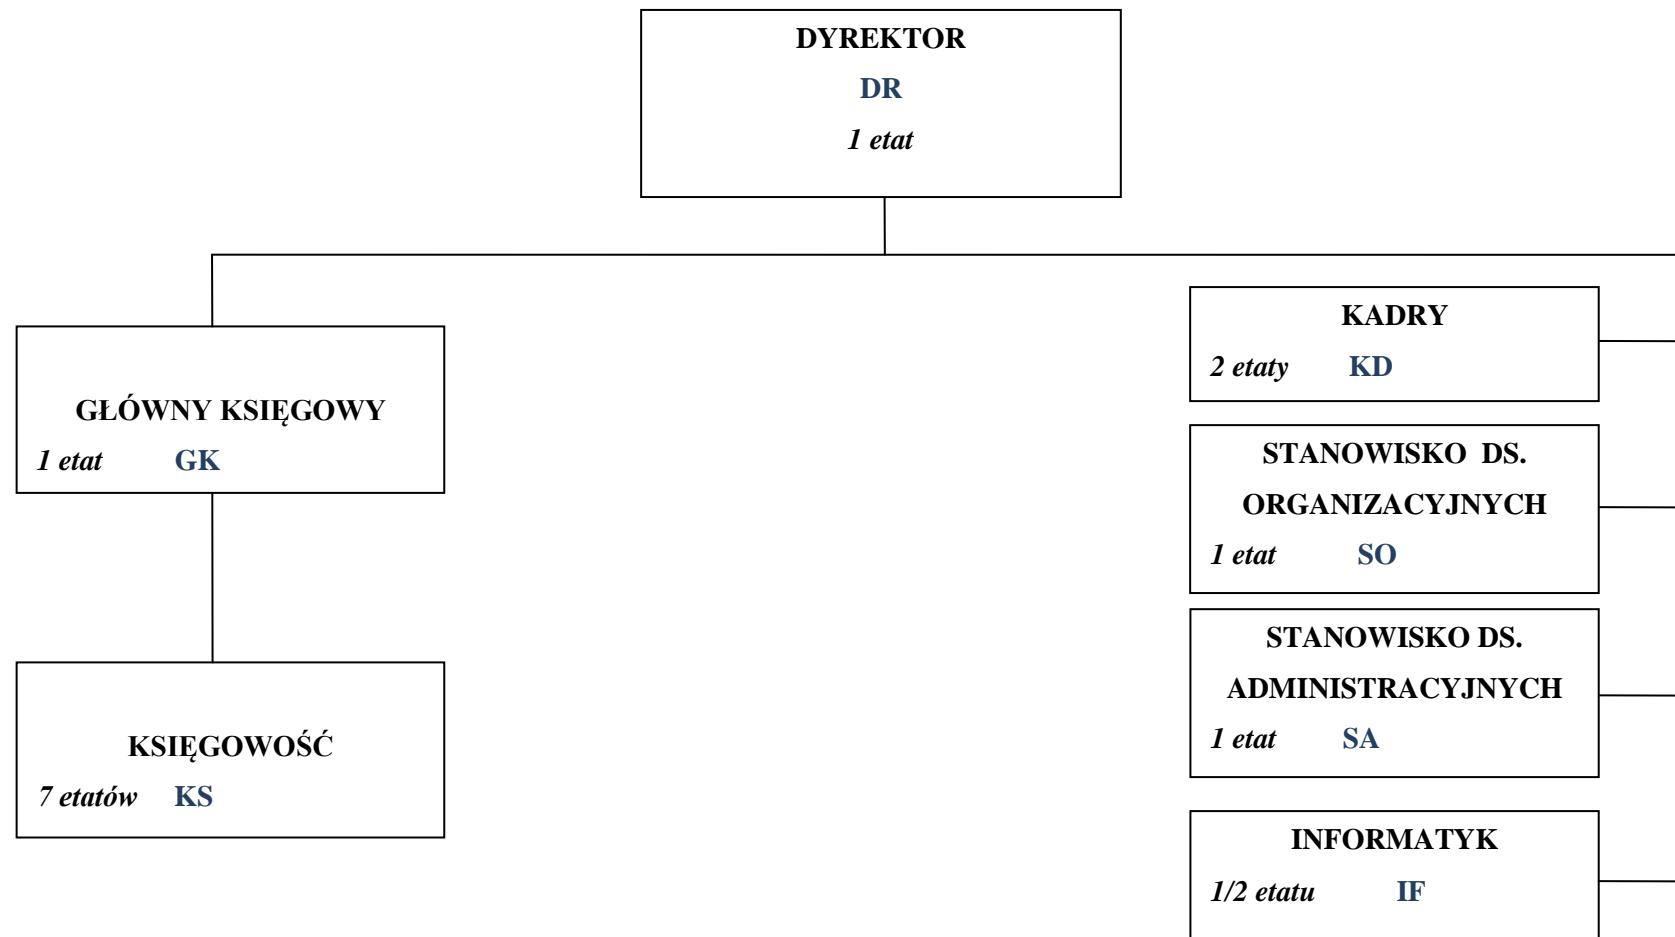 DYREKTOR
DR
1 etat
GŁÓWNY KSIĘGOWY
1 etat GK
KSIĘGOWOŚĆ
7 etatów KS
KADRY
2 etaty KD
STANOWISKO DS.
ORGANIZACYJNYCH
1 etat SO
STANOWISKO DS.
ADMINISTRACYJNYCH
1 etat SA
INFORMATYK
1/2 etatu IF